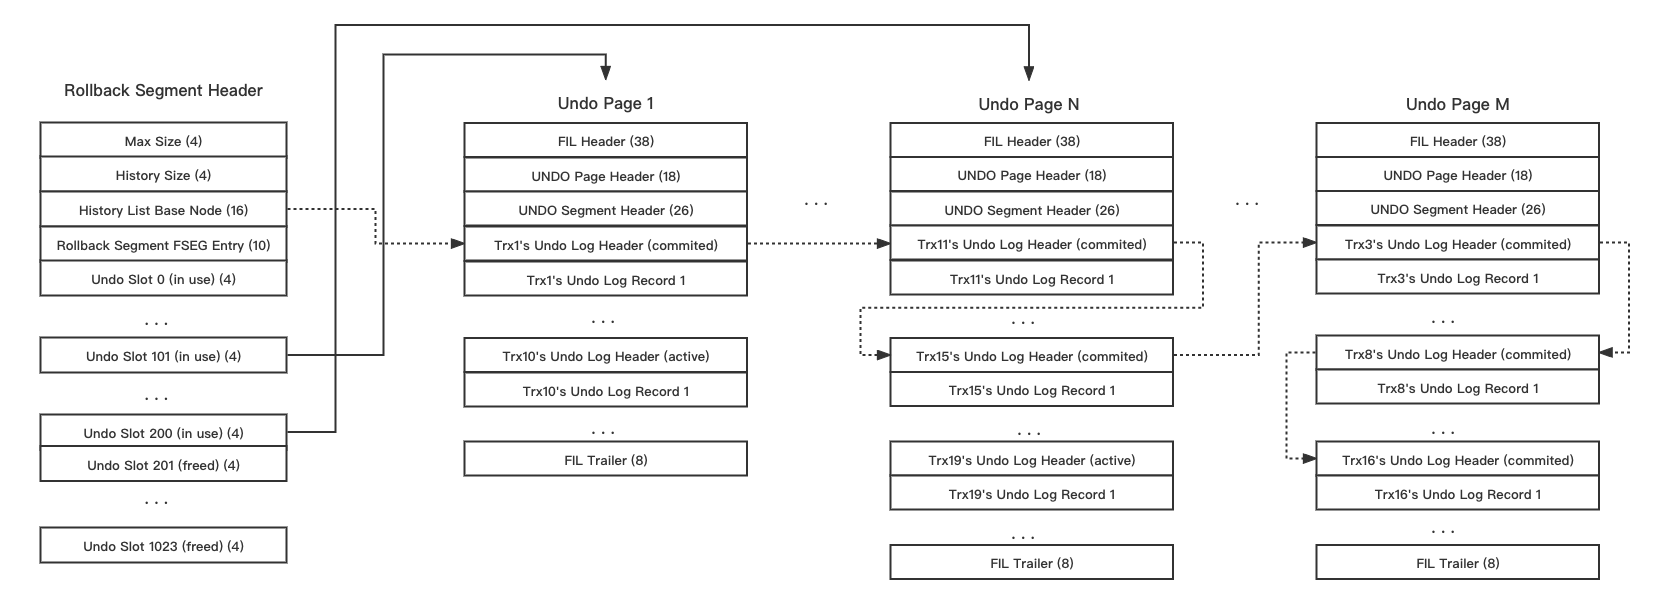 Rollback Segment Header
Max Size (4)
History Size (4)
History List Base Node (16)
Rollback Segment FSEG Entry (10)
Undo Slot 0 (in use) (4)
...
Undo Slot 101 (in use) (4)
...
Undo Slot 200 (in use) (4)
Undo Slot 201 (freed) (4)
...
Undo Slot 1023 (freed) (4)
Undo Page 1
FIL Header (38)
UNDO Page Header (18)
UNDO Segment Header (26)
Trx1's Undo Log Header (commited)
Trx1's Undo Log Record 1
...
Trx10's Undo Log Header (active)
Trx10's Undo Log Record 1
...
FIL Trailer (8)
...
Undo Page N
FIL Header (38)
UNDO Page Header (18)
UNDO Segment Header (26)
Trx11's Undo Log Header (commited)
Trx11's Undo Log Record 1
...
Trx15's Undo Log Header (commited)
Trx15's Undo Log Record 1
...
Trx19's Undo Log Header (active)
Trx19's Undo Log Record 1
...
FIL Trailer (8)
...
Undo Page M
FIL Header (38)
UNDO Page Header (18)
UNDO Segment Header (26)
Trx3's Undo Log Header (commited)
Trx3's Undo Log Record 1
...
Trx8's Undo Log Header (commited)
Trx8's Undo Log Record 1
...
Trx16's Undo Log Header (commited)
Trx16's Undo Log Record 1
...
FIL Trailer (8)